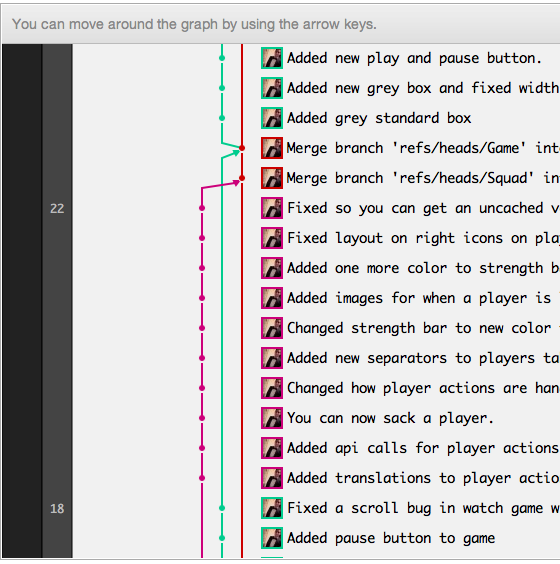 You can move around the graph by using the arrow keys.
Added new play and pause button.
Added new grey box and fixed width
Added grey standard box
Merge branch 'refs/heads/Game' int
Merge branch 'refs/heads/Squad' in
22 Fixed so you can get an uncached v
Fixed layout on right icons on play
Added one more color to strength b
Added images for when a player is
Changed strength bar to new color
Added new separators to players ta
Changed how player actions are han
You can now sack a player.
Added api calls for player actions
Added translations to player actio
18 Fixed a scroll bug in watch game w
Added pause button to game